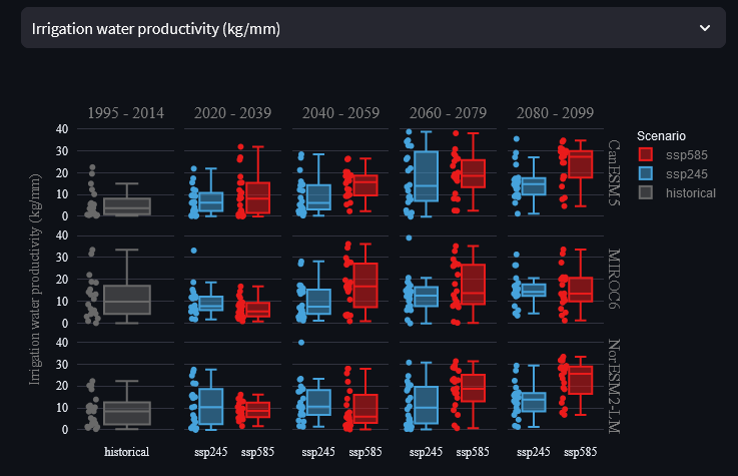 Irrigation water productivity (kg/mm)
1995 - 2014 2020 - 2039 2040 - 2059 2060 - 2079 2080 - 2099
Scenario
ssp585
ssp245
historical
Irrigation water productivity (kg/mm)
40
30
20
10
0
CanESM5
40
30
20
10
0
MIROC6
40
30
20
10
0
NorESM2-LM
historical ssp245 ssp585 ssp245 ssp585 ssp245 ssp585 ssp245 ssp585